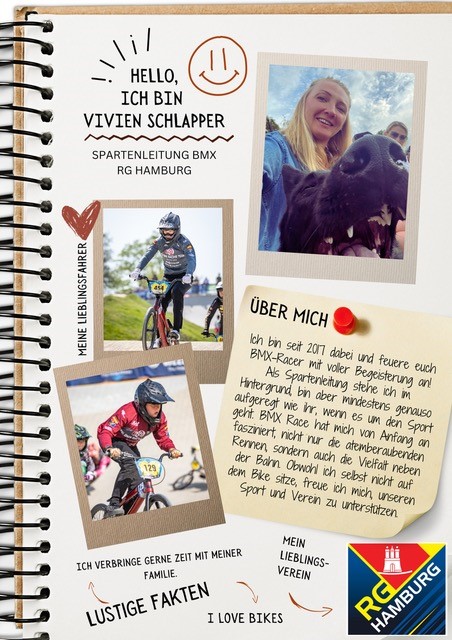 HELLO,
ICH BIN
VIVIEN SCHLAPPER
SPARTENLEITUNG BMX
RG HAMBURG
MEINE LIEBLINGSFAHRER
454
129
ÜBER MICH
Ich bin seit 2017 dabei und feuere euch
BMX-Racer mit voller Begeisterung an!
Als Spartenleitung stehe ich im
Hintergrund, bin aber mindestens genauso
aufgeregt wie ihr, wenn es um den Sport
geht. BMX Race hat mich von Anfang an
fasziniert, nicht nur die atemberaubenden
Rennen, sondern auch die Vielfalt neben
der Bahn. Obwohl ich selbst nicht auf
dem Bike sitze, freue ich mich, unseren
Sport und Verein zu unterstützen.
ICH VERBRINGE GERNE ZEIT MIT MEINER
FAMILIE.
LUSTIGE FAKTEN
I LOVE BIKES
MEIN
LIEBLINGS-
VEREIN
RG
HAMBURG